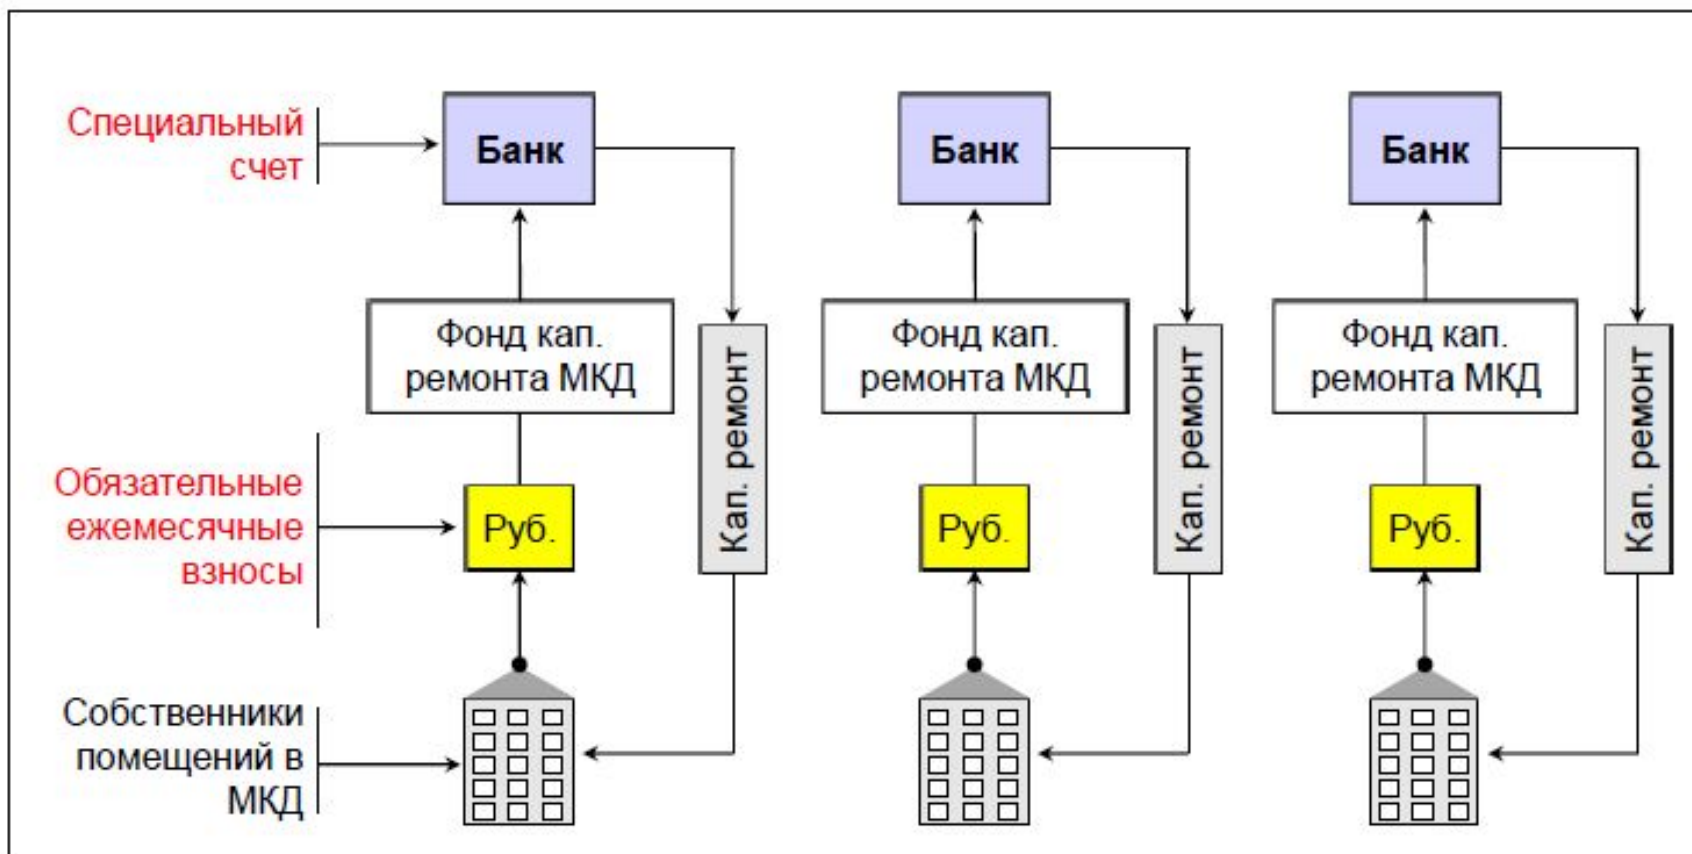 Специальный
счет
Банк
Банк
Банк
Фонд кап.
ремонта МКД
Кап. ремонт
Фонд кап.
ремонта МКД
Кап. ремонт
Фонд кап.
ремонта МКД
Кап. ремонт
Обязательные
ежемесячные
взносы
Руб.
Руб.
Руб.
Собственники
помещений в
МКД